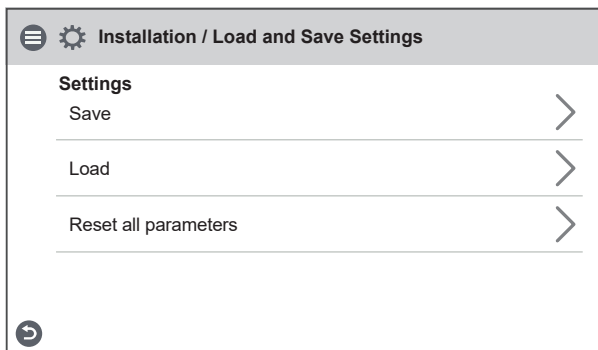 Installation / Load and Save Settings
Settings
Save
Load
Reset all parameters